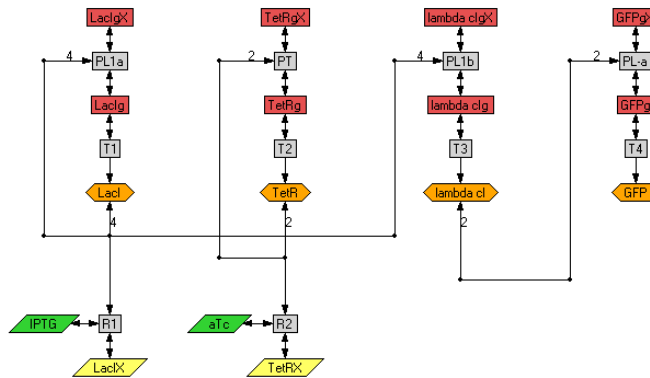 LacIgX
TetRgX
lambda cIgX
GFPgX
4
PL1a
2
PT
4
PL1b
2
PL-a
LacIg
TetRg
lambda cIg
GFPg
T1
T2
T3
T4
LacI
TetR
lambda cI
GFP
4
2
2
IPTG
R1
aTc
R2
LacIX
TetRX